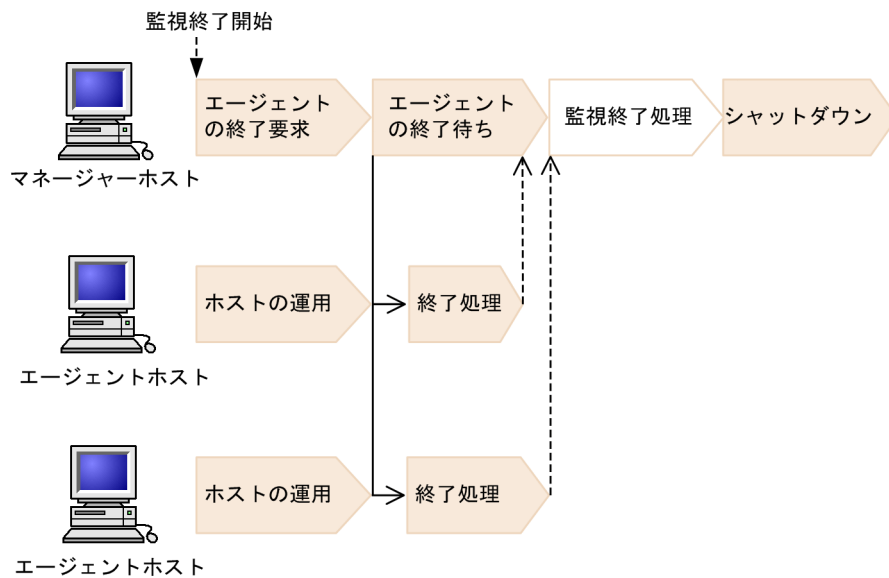 監視終了開始
エージェント
の終了要求
エージェント
の終了待ち
監視終了処理
シャットダウン
マネージャーホスト
ホストの運用
終了処理
エージェントホスト
ホストの運用
終了処理
エージェントホスト